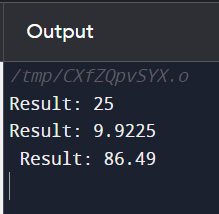 Output
/tmp/CXfZQpvSYX.o
Result: 25
Result: 9.9225
Result: 86.49